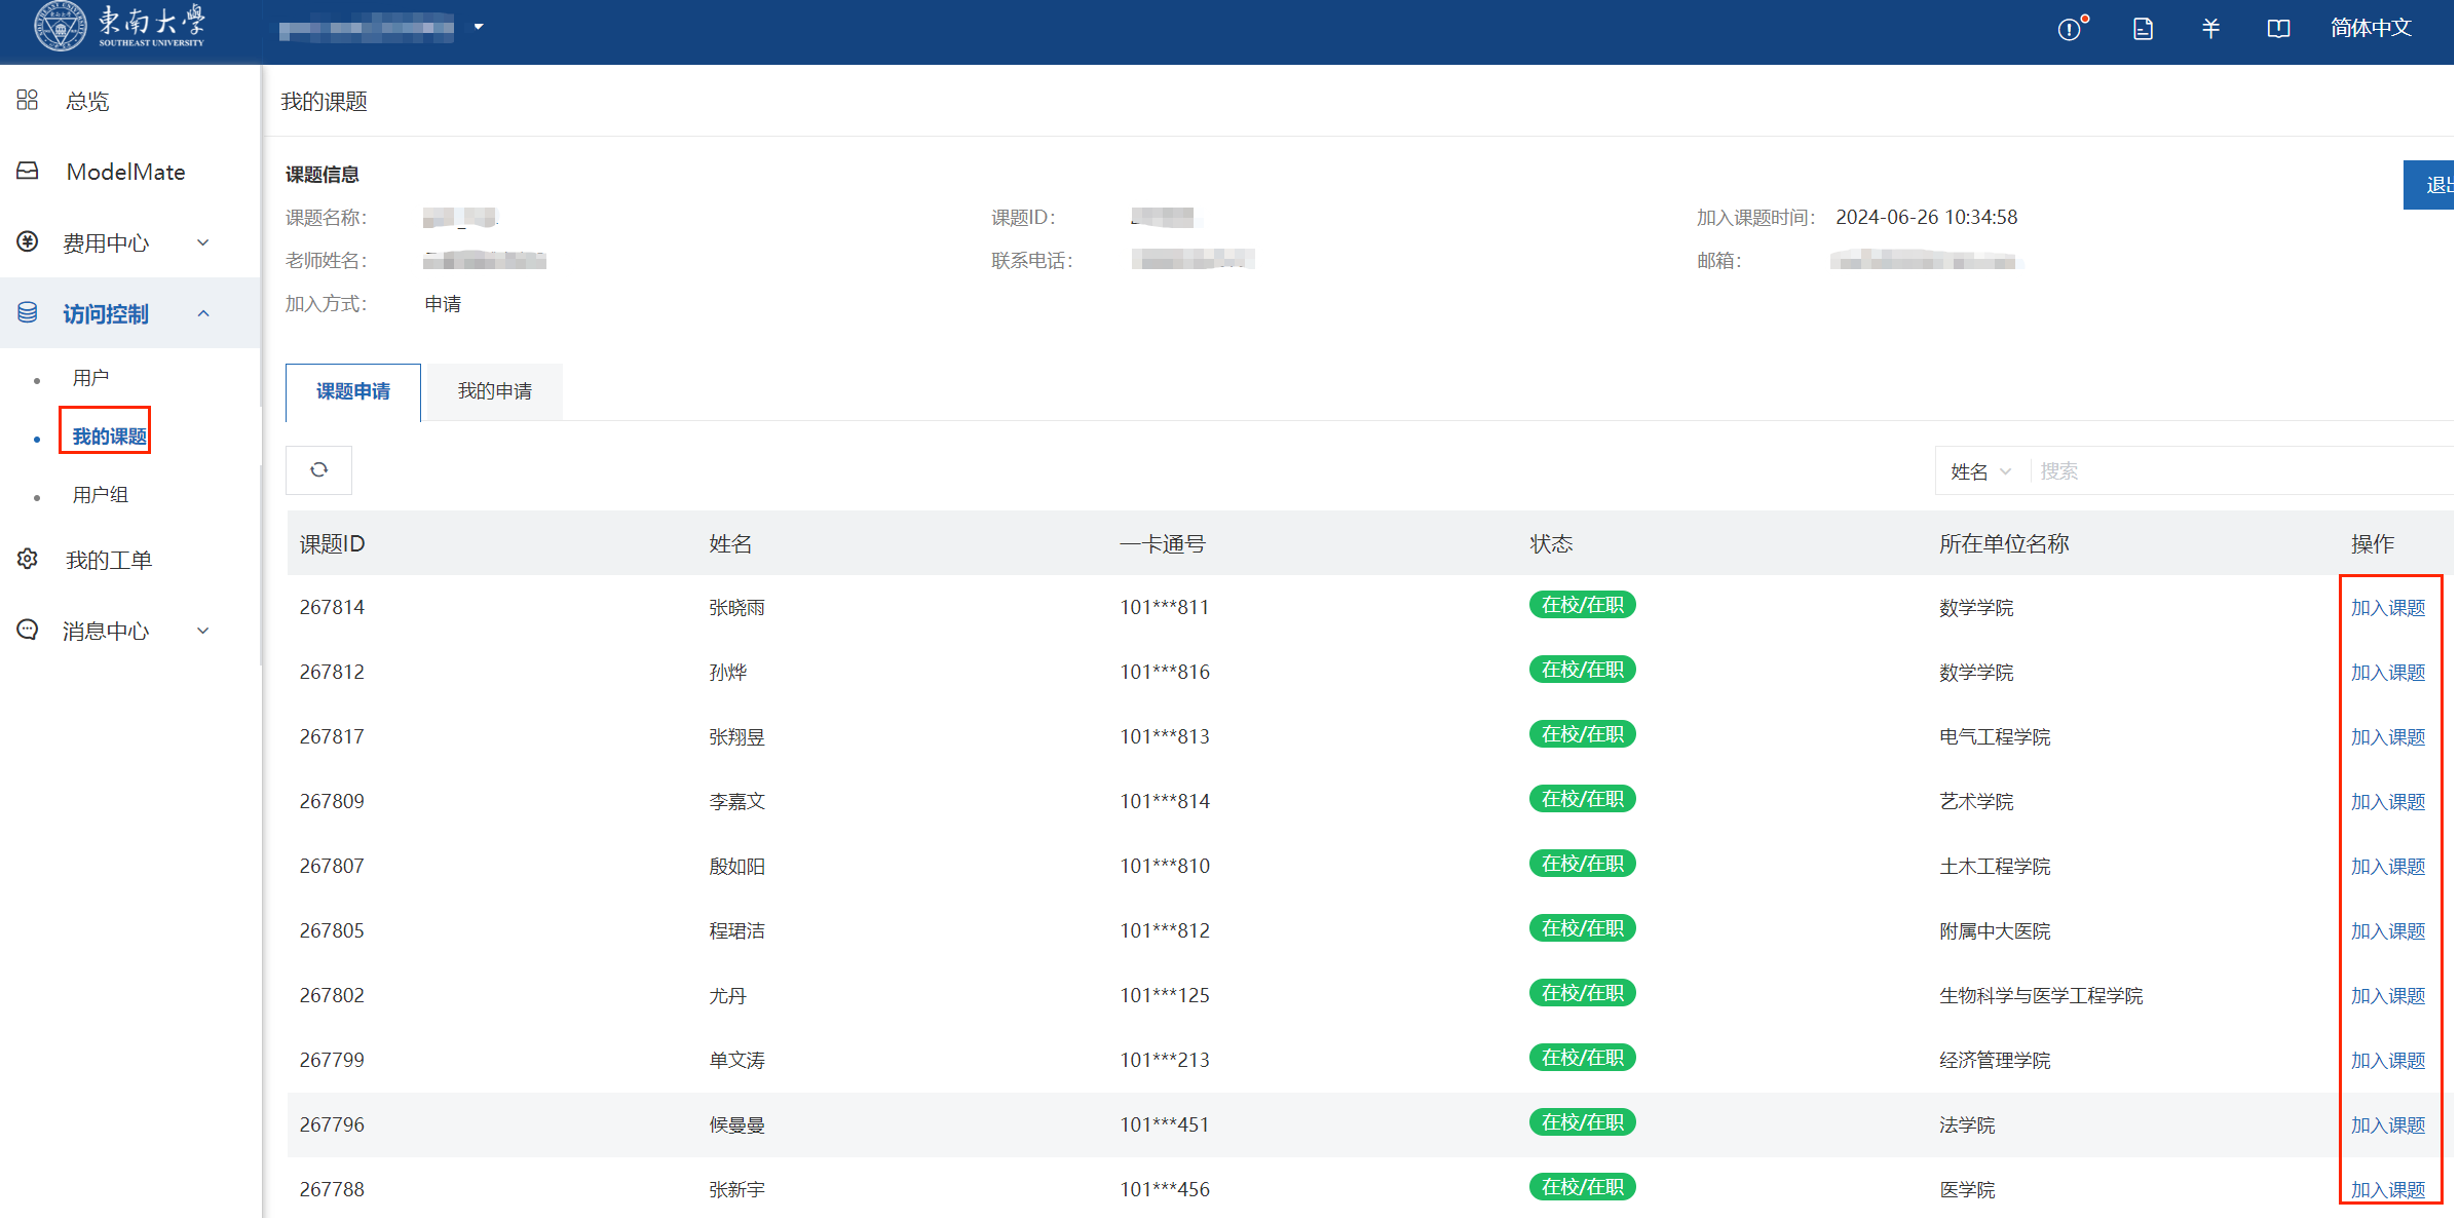 東南大學
SOUTHEAST UNIVERSITY
简体中文
总览
ModelMate
费用中心
访问控制
用户
我的课题
用户组
我的工单
消息中心
我的课题
课题信息
退出
课题名称:
课题ID:
加入课题时间: 2024-06-26 10:34:58
老师姓名:
联系电话:
邮箱:
加入方式: 申请
课题申请 我的申请
姓名 搜索
课题ID 姓名 一卡通号 状态 所在单位名称 操作
267814 张晓雨 101***811 在校/在职 数学学院 加入课题
267812 孙烨 101***816 在校/在职 数学学院 加入课题
267817 张翔昱 101***813 在校/在职 电气工程学院 加入课题
267809 李嘉文 101***814 在校/在职 艺术学院 加入课题
267807 殷如阳 101***810 在校/在职 土木工程学院 加入课题
267805 程珺洁 101***812 在校/在职 附属中大医院 加入课题
267802 尤丹 101***125 在校/在职 生物科学与医学工程学院 加入课题
267799 单文涛 101***213 在校/在职 经济管理学院 加入课题
267796 候曼曼 101***451 在校/在职 法学院 加入课题
267788 张新宇 101***456 在校/在职 医学院 加入课题